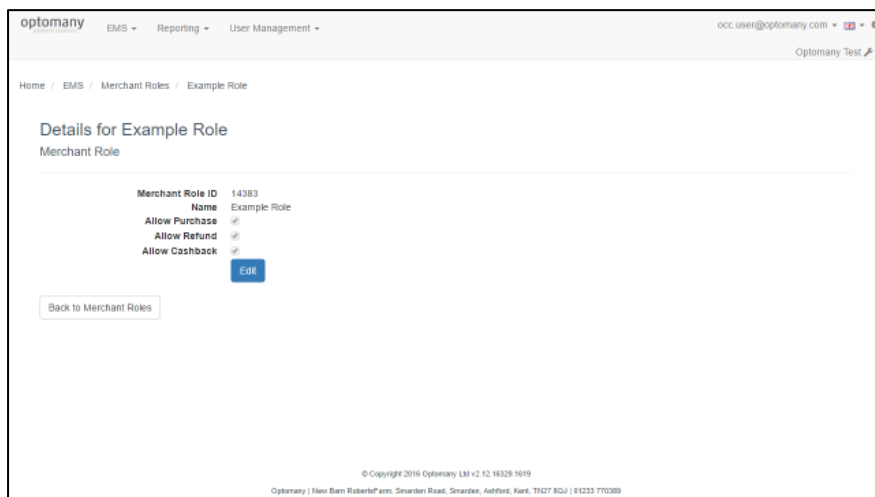 optomany
EMS Reporting User Management
occ.user@optomany.com
Optomany Test
Home / EMS / Merchant Roles / Example Role
Details for Example Role
Merchant Role
Merchant Role ID 14383
Name Example Role
Allow Purchase
Allow Refund
Allow Cashback
Edit
Back to Merchant Roles
© Copyright 2016 Optomany Ltd v2.12.16329.1619
Optomany | New Barn RobertsFarm, Smarden Road, Smarden, Ashford, Kent, TN27 8QJ | 01233 770389